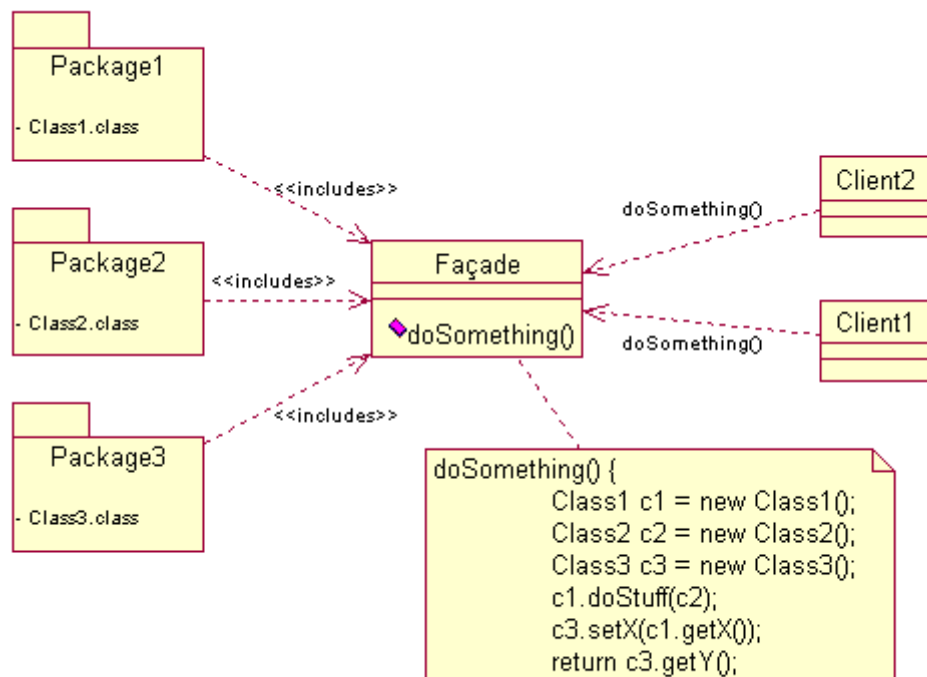 Package1
- Class1.class
<<includes>>
Package2
- Class2.class
<<includes>>
Package3
- Class3.class
<<includes>>
Façade
doSomething()
doSomething()
Client2
doSomething()
Client1
doSomething() {
Class1 c1 = new Class1();
Class2 c2 = new Class2();
Class3 c3 = new Class3();
c1.doStuff(c2);
c3.setX(c1.getX());
return c3.getY();